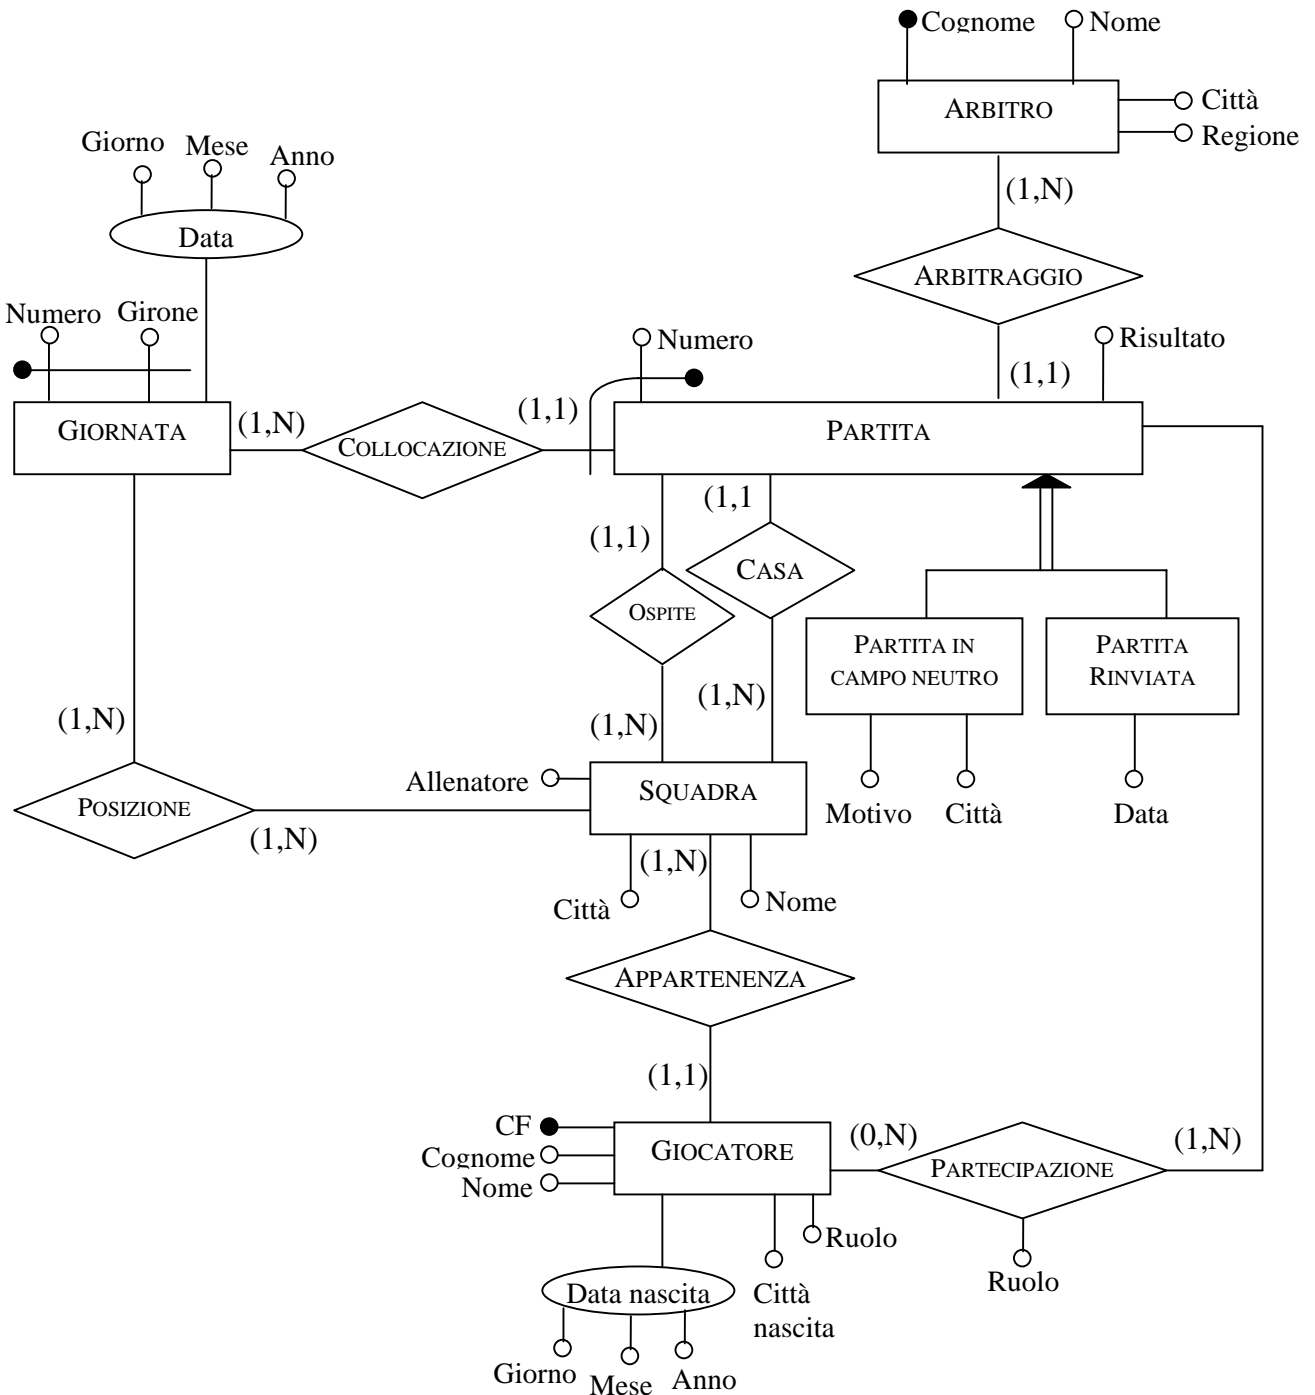 Cognome
Nome
ARBITRO
Città
Regione
Giorno
Mese
Anno
(1,N)
Data
ARBITRAGGIO
Numero
Girone
Numero
Risultato
(1,1)
GIORNATA
(1,N)
COLLOCAZIONE
(1,1)
PARTITA
(1,1)
(1,1
CASA
OSPITE
PARTITA IN
CAMPO NEUTRO
PARTITA
RINVIATA
(1,N)
(1,N)
(1,N)
Allenatore
SQUADRA
POSIZIONE
(1,N)
Motivo
Città
Data
(1,N)
Città
Nome
APPARTENENZA
(1,1)
CF
Cognome
Nome
GIOCATORE
(0,N)
PARTECIPAZIONE
(1,N)
Ruolo
Ruolo
Data nascita
Città
nascita
Giorno
Mese
Anno